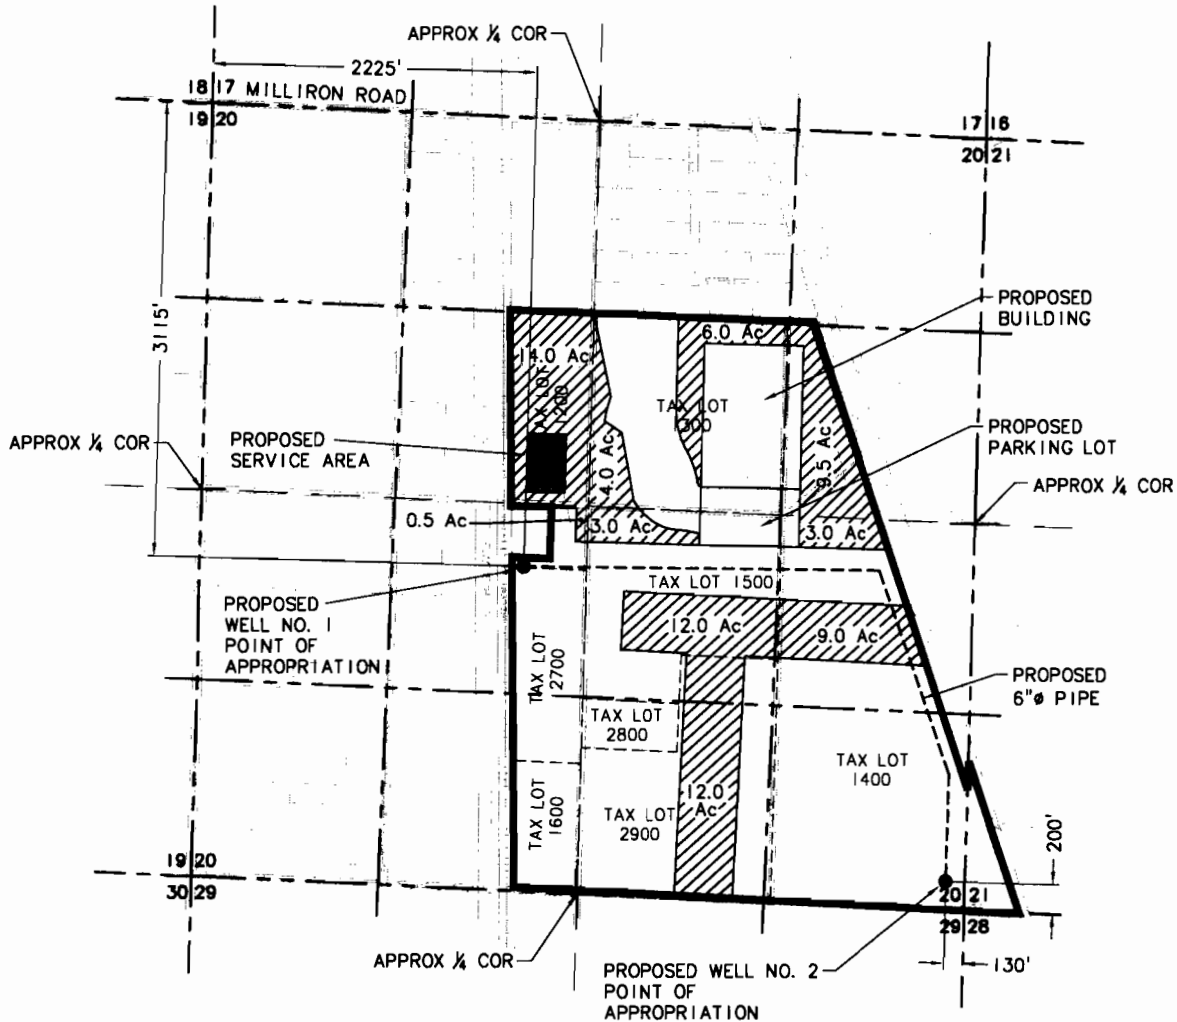 APPROX ¼ COR
2225'
18 17 MILLIRON ROAD
19 20
17 16
20 21
3115'
PROPOSED
BUILDING
6.0 Ac
14.0 Ac
TAX LOT
1300
APPROX ¼ COR
PROPOSED
SERVICE AREA
PROPOSED
PARKING LOT
9.5 Ac
4.0 Ac
APPROX ¼ COR
0.5 Ac
3.0 Ac
3.0 Ac
TAX LOT 1500
PROPOSED
WELL NO. 1
POINT OF
APPROPRIATION
12.0 Ac
9.0 Ac
TAX LOT
2700
PROPOSED
6"ø PIPE
TAX LOT
2800
TAX LOT
1400
12.0
Ac
TAX LOT
1600
TAX LOT
2900
200'
19 20
30 29
20 21
29 28
APPROX ¼ COR
PROPOSED WELL NO. 2
POINT OF
APPROPRIATION
130'